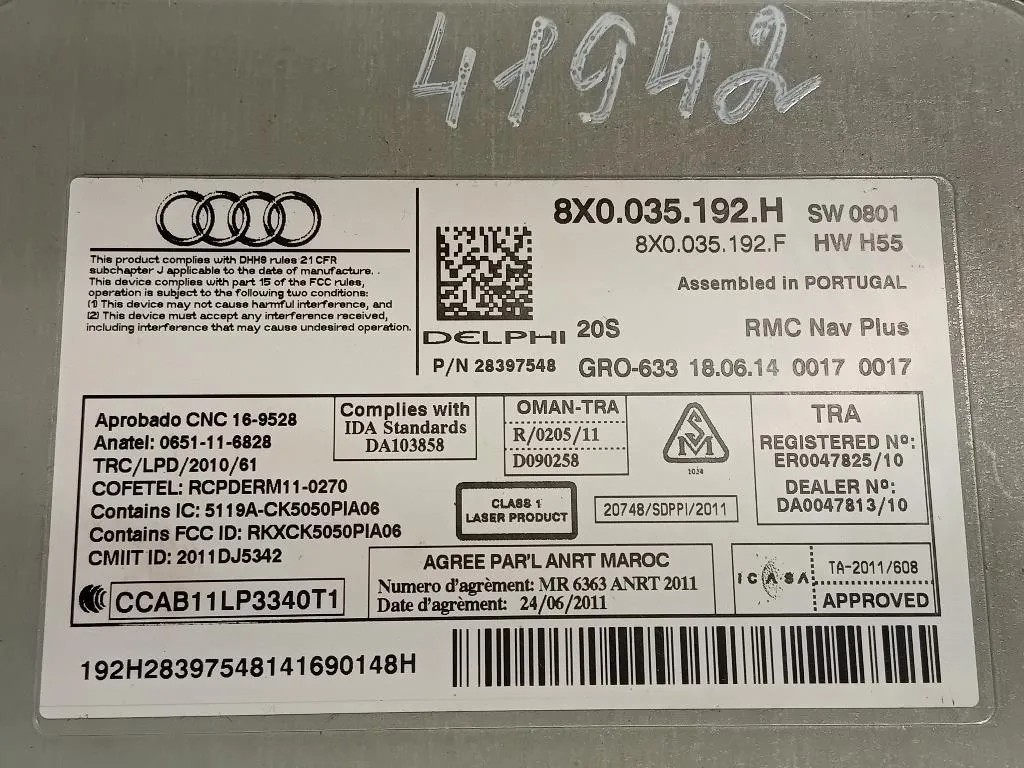 41942
This product complies with DHHS rules 21 CFR
subchapter J applicable to the date of manufacture. .
This device complies with part 15 of the FCC rules,
operation is subject to the following two conditions:
(1) This device may not cause harmful interference, and
(2) This device must accept any interference received,
including interference that may cause undesired operation.
8X0.035.192.H SW 0801
8X0.035.192.F HW H55
Assembled in PORTUGAL
DELPHI 20S RMC Nav Plus
P/N 28397548 GRO-633 18.06.14 0017 0017
Aprobado CNC 16-9528
Anatel: 0651-11-6828
TRC/LPD/2010/61
COFETEL: RCPDERM11-0270
Contains IC: 5119A-CK5050PIA06
Contains FCC ID: RKXCK5050PIA06
CMIIT ID: 2011DJ5342
CCAB11LP3340T1
Complies with
IDA Standards
DA103858
OMAN-TRA
R/0205/11
D090258
CLASS 1
LASER PRODUCT
SM
1034
20748/SDPPI/2011
TRA
REGISTERED Nº:
ER0047825/10
DEALER Nº:
DA0047813/10
AGREE PAR'L ANRT MAROC
Numero d'agrèment: MR 6363 ANRT 2011
Date d'agrèment: 24/06/2011
ICASA
TA-2011/608
APPROVED
192H28397548141690148H